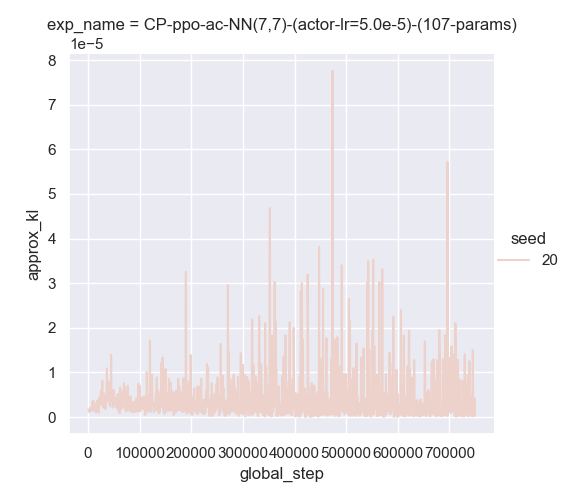 exp_name = CP-ppo-ac-NN(7,7)-(actor-lr=5.0e-5)-(107-params)
1e−5
8
7
6
5
4
3
2
1
0
approx_kl
seed
20
0 100000 200000 300000 400000 500000 600000 700000
global_step